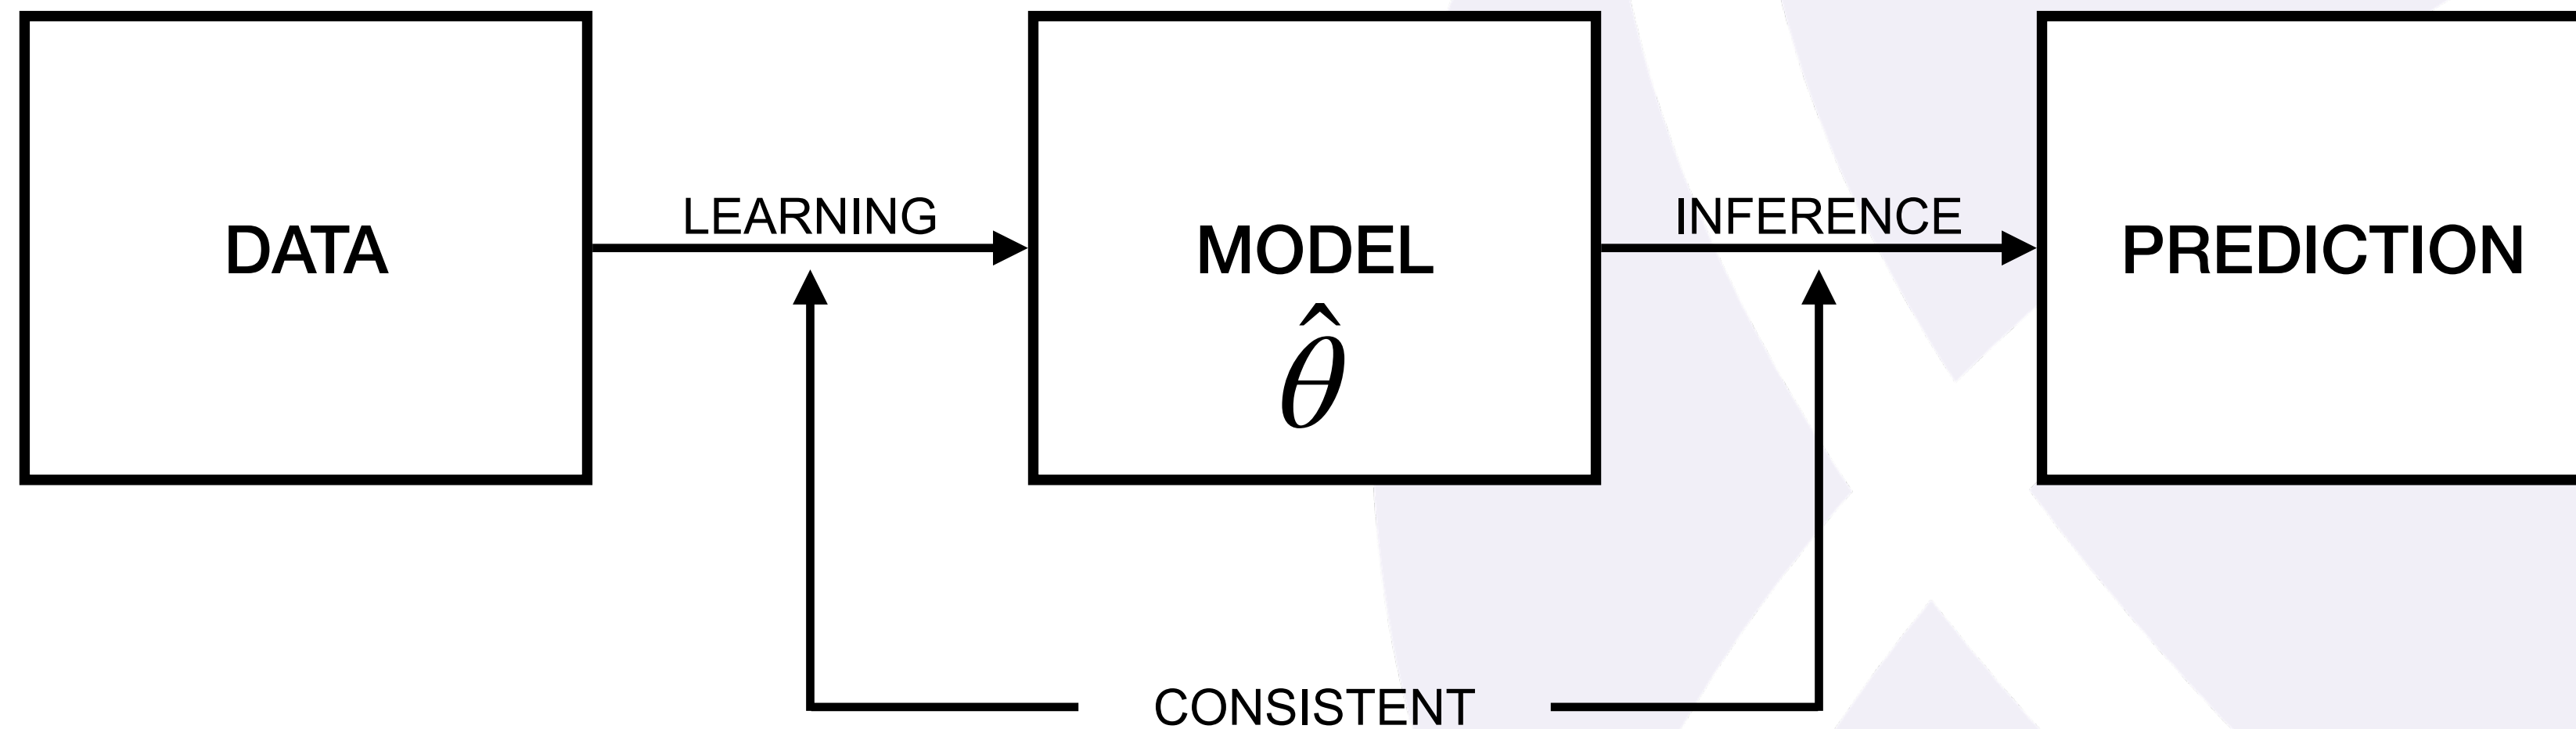 DATA
LEARNING
MODEL
θ̂
INFERENCE
PREDICTION
CONSISTENT